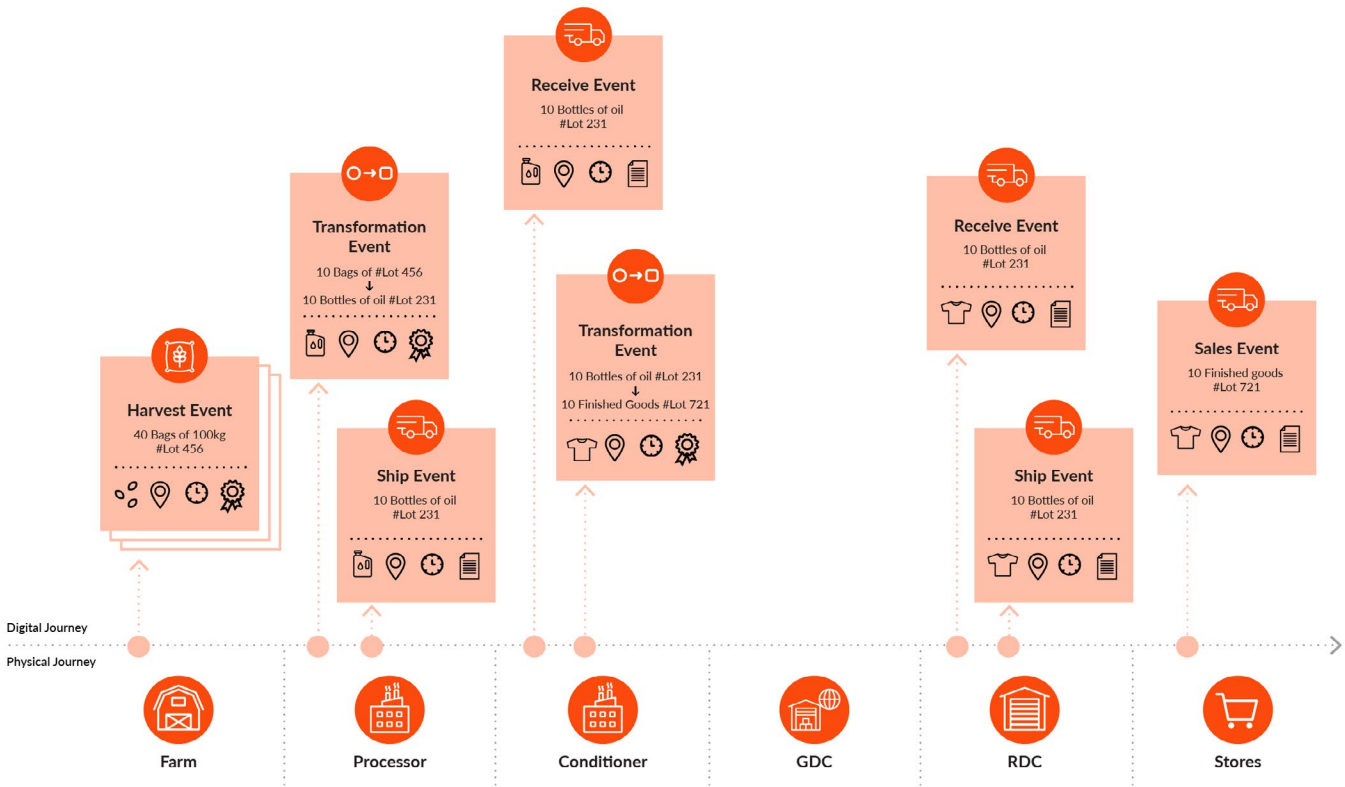 Harvest Event
40 Bags of 100kg
#Lot 456
Transformation
Event
10 Bags of #Lot 456
↓
10 Bottles of oil #Lot 231
Ship Event
10 Bottles of oil
#Lot 231
Receive Event
10 Bottles of oil
#Lot 231
Transformation
Event
10 Bottles of oil #Lot 231
↓
10 Finished Goods #Lot 721
Receive Event
10 Bottles of oil
#Lot 231
Ship Event
10 Bottles of oil
#Lot 231
Sales Event
10 Finished goods
#Lot 721
Digital Journey
Physical Journey
Farm
Processor
Conditioner
GDC
RDC
Stores